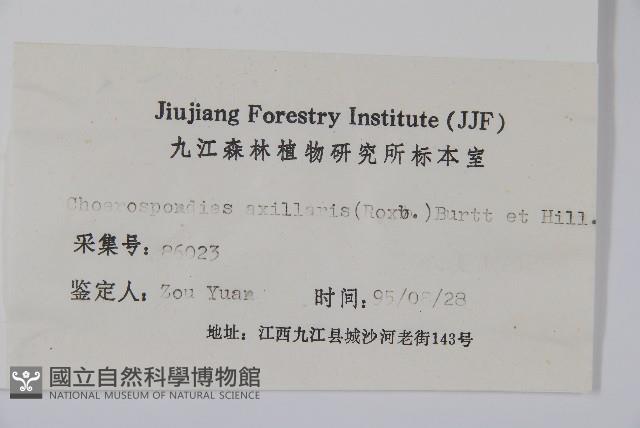 Jiujiang Forestry Institute (JJF)
九江森林植物研究所标本室
Choerospondias axillaris(Roxb.)Burtt et Hill.
采集号: 96023
鉴定人: Zou Yuan
时间: 95/08/28
地址: 江西九江县城沙河老街143号
國立自然科學博物館
NATIONAL MUSEUM OF NATURAL SCIENCE